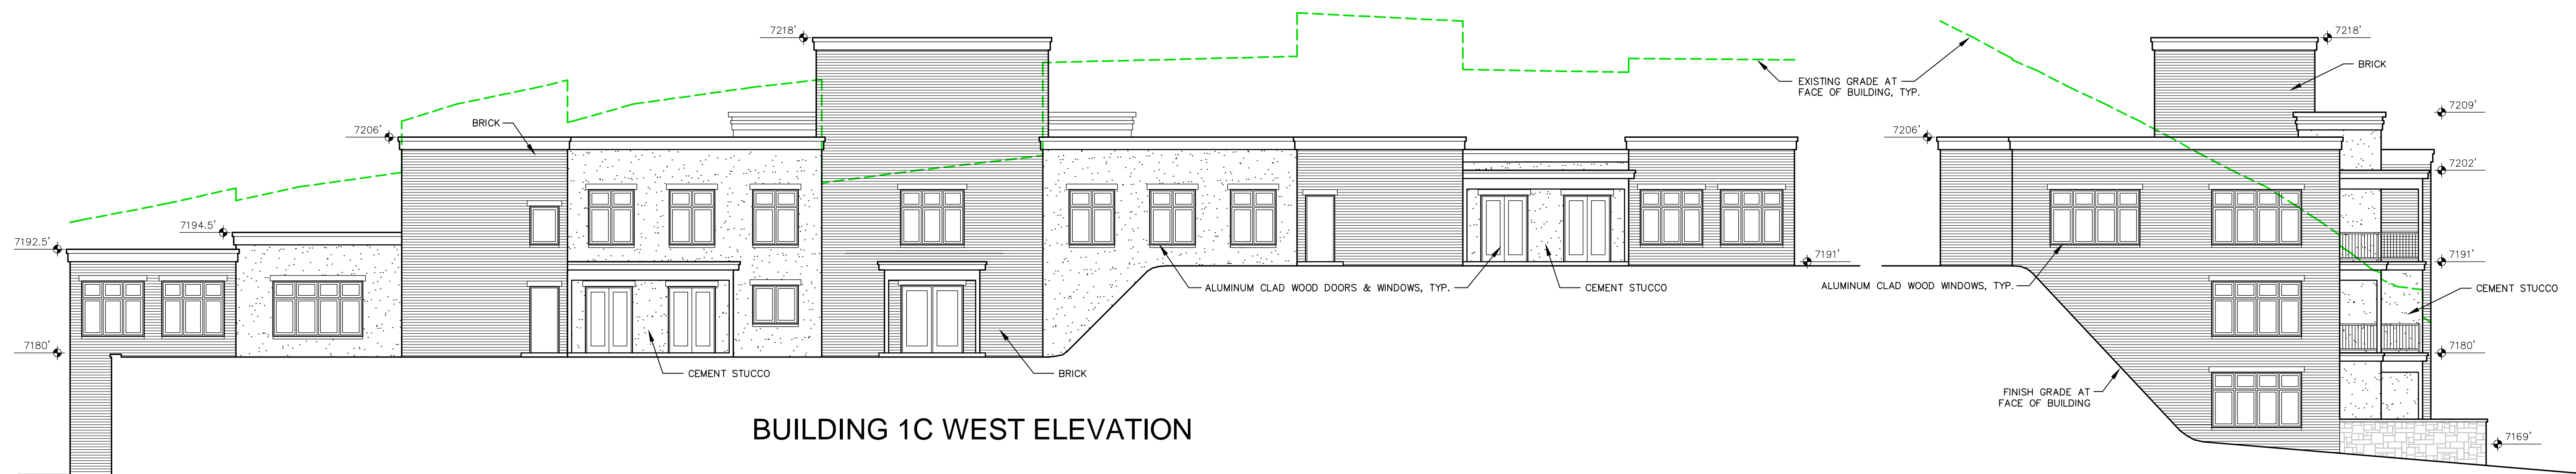 7218'
7206'
BRICK
7194.5'
7192.5'
7180'
CEMENT STUCCO
BRICK
ALUMINUM CLAD WOOD DOORS & WINDOWS, TYP.
CEMENT STUCCO
7191'
EXISTING GRADE AT
FACE OF BUILDING, TYP.
BUILDING 1C WEST ELEVATION
7218'
BRICK
7209'
7206'
7202'
7191'
ALUMINUM CLAD WOOD WINDOWS, TYP.
CEMENT STUCCO
7180'
FINISH GRADE AT
FACE OF BUILDING
7169'